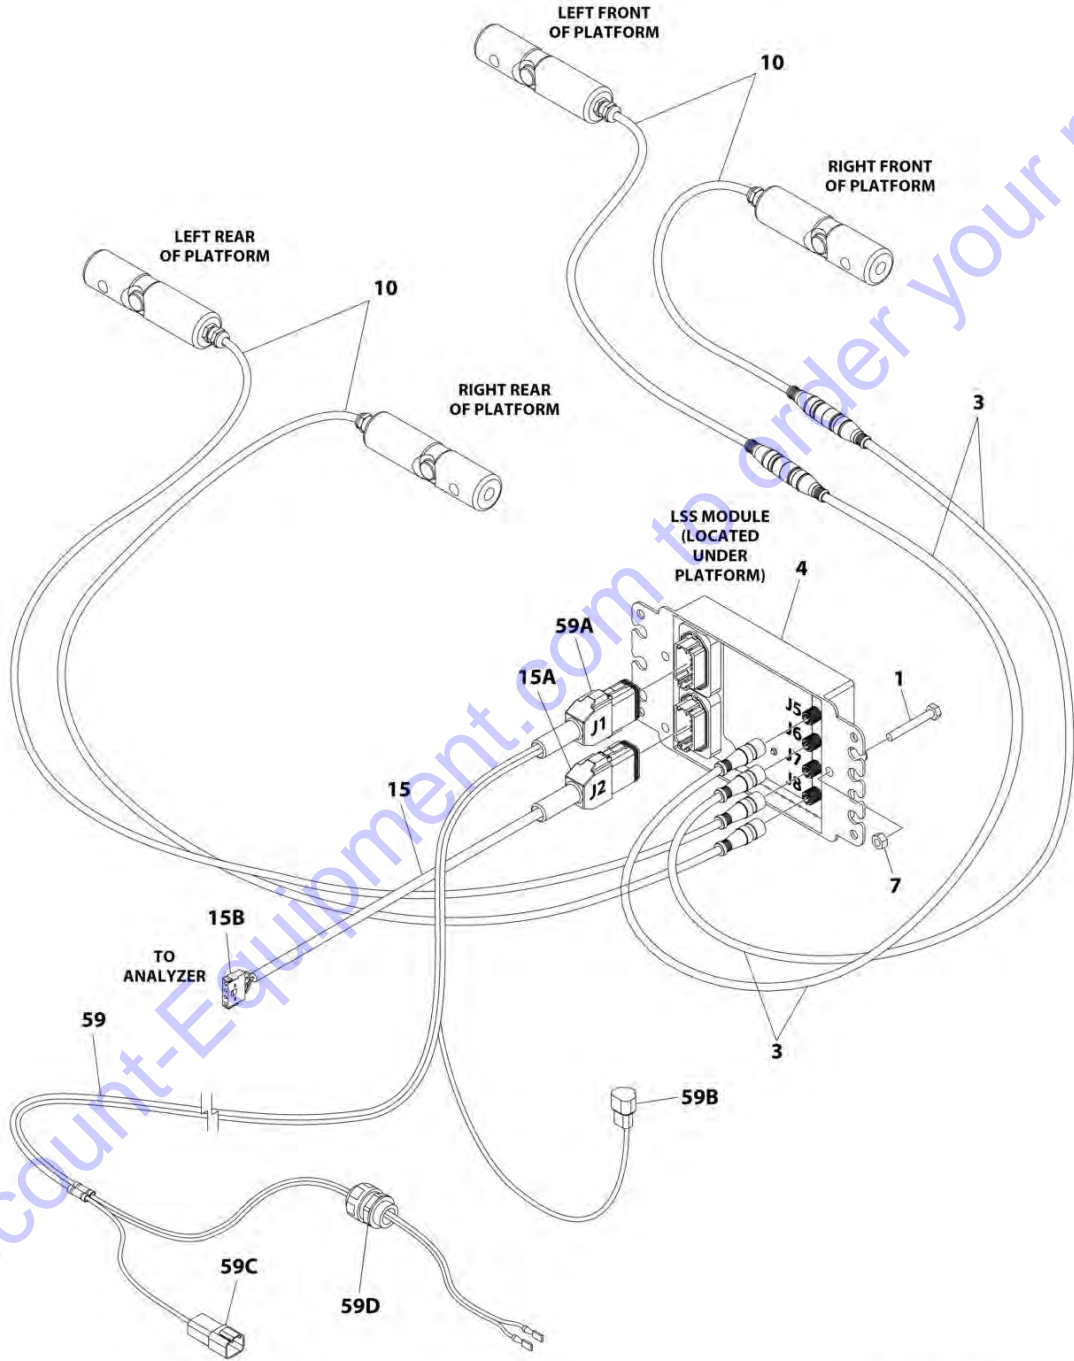 LEFT FRONT
OF PLATFORM
10
RIGHT FRONT
OF PLATFORM
LEFT REAR
OF PLATFORM
10
RIGHT REAR
OF PLATFORM
3
LSS MODULE
(LOCATED
UNDER
PLATFORM)
4
59A
15A
1
J5
J6
J7
J8
J1
J2
15
7
15B
TO
ANALYZER
59
3
59B
59C
59D
count-Equipment.com to order your